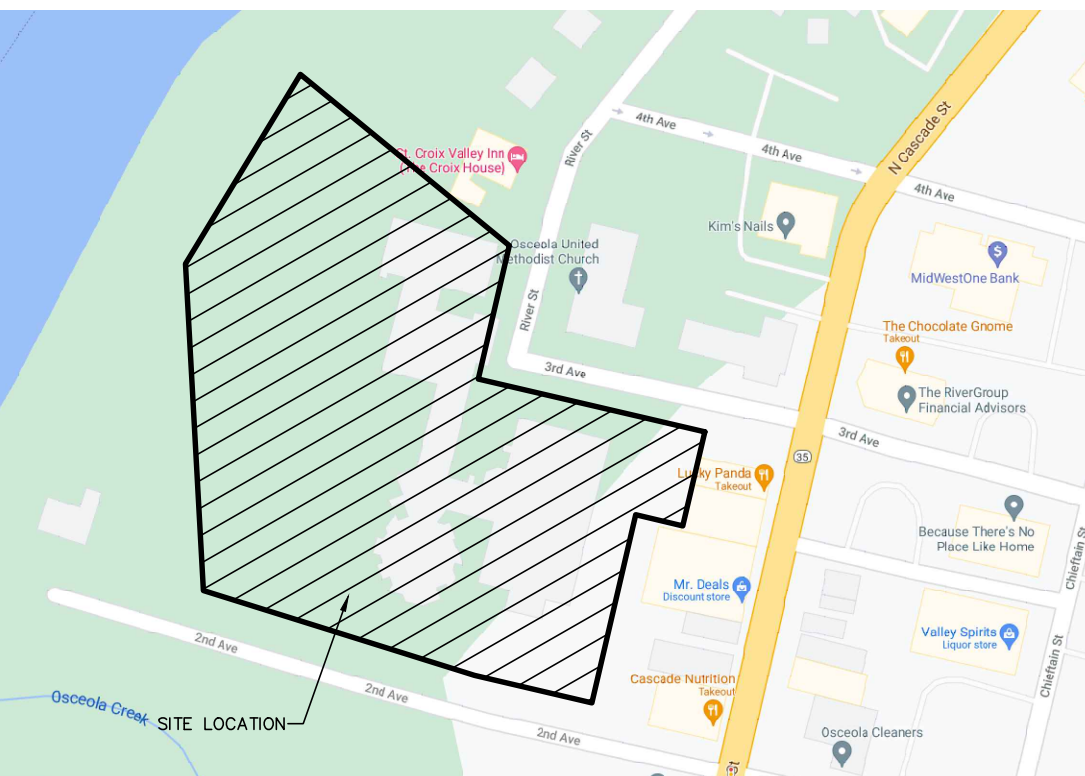 4th Ave
4th Ave
N Cascade St
4th Ave
River St
St. Croix Valley Inn
(The Croix House)
Kim's Nails
Osceola United
Methodist Church
MidWestOne Bank
River St
The Chocolate Gnome
Takeout
3rd Ave
The RiverGroup
Financial Advisors
3rd Ave
35
Lucky Panda
Takeout
Because There's No
Place Like Home
Chieftain St
Mr. Deals
Discount store
Valley Spirits
Liquor store
2nd Ave
Chieftain St
Cascade Nutrition
Takeout
2nd Ave
Osceola Creek
SITE LOCATION
2nd Ave
Osceola Cleaners